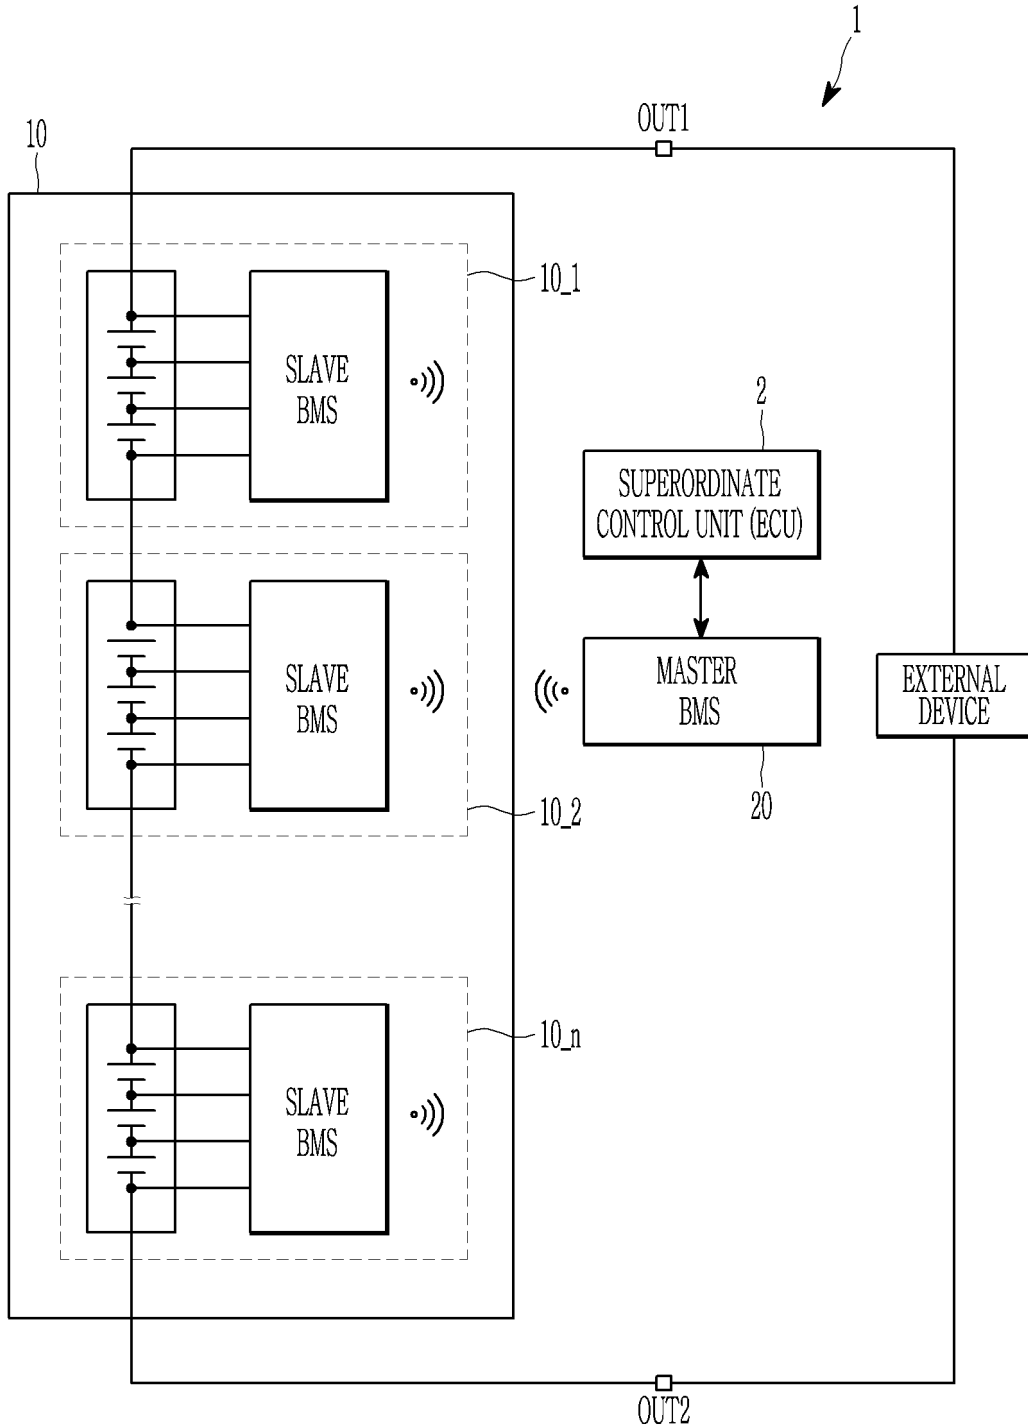 1
OUT1
10
10_1
SLAVE
BMS
2
SUPERORDINATE
CONTROL UNIT (ECU)
SLAVE
BMS
MASTER
BMS
EXTERNAL
DEVICE
20
10_2
10_n
SLAVE
BMS
OUT2